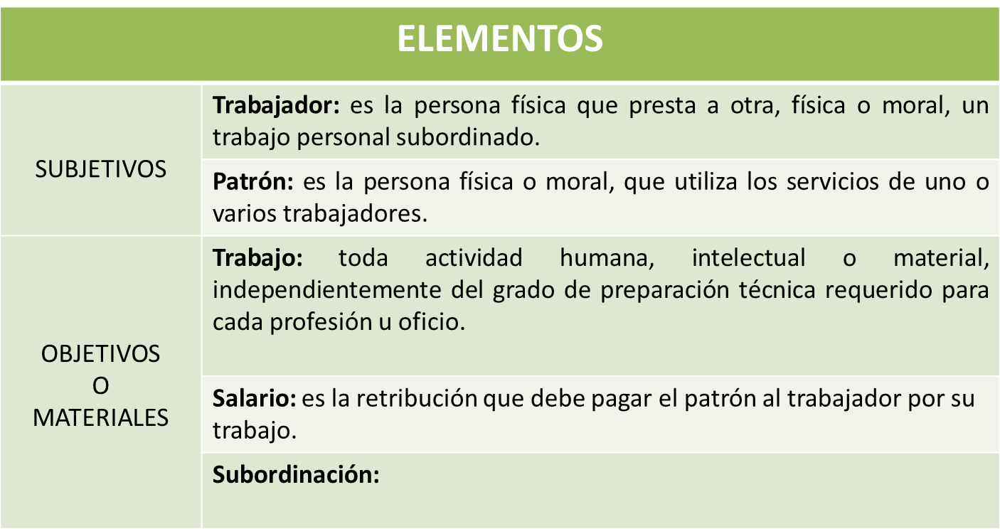 ELEMENTOS
SUBJETIVOS
Trabajador: es la persona física que presta a otra, física o moral, un
trabajo personal subordinado.
Patrón: es la persona física o moral, que utiliza los servicios de uno o
varios trabajadores.
OBJETIVOS
O
MATERIALES
Trabajo: toda actividad humana, intelectual o material,
independientemente del grado de preparación técnica requerido para
cada profesión u oficio.
Salario: es la retribución que debe pagar el patrón al trabajador por su
trabajo.
Subordinación: